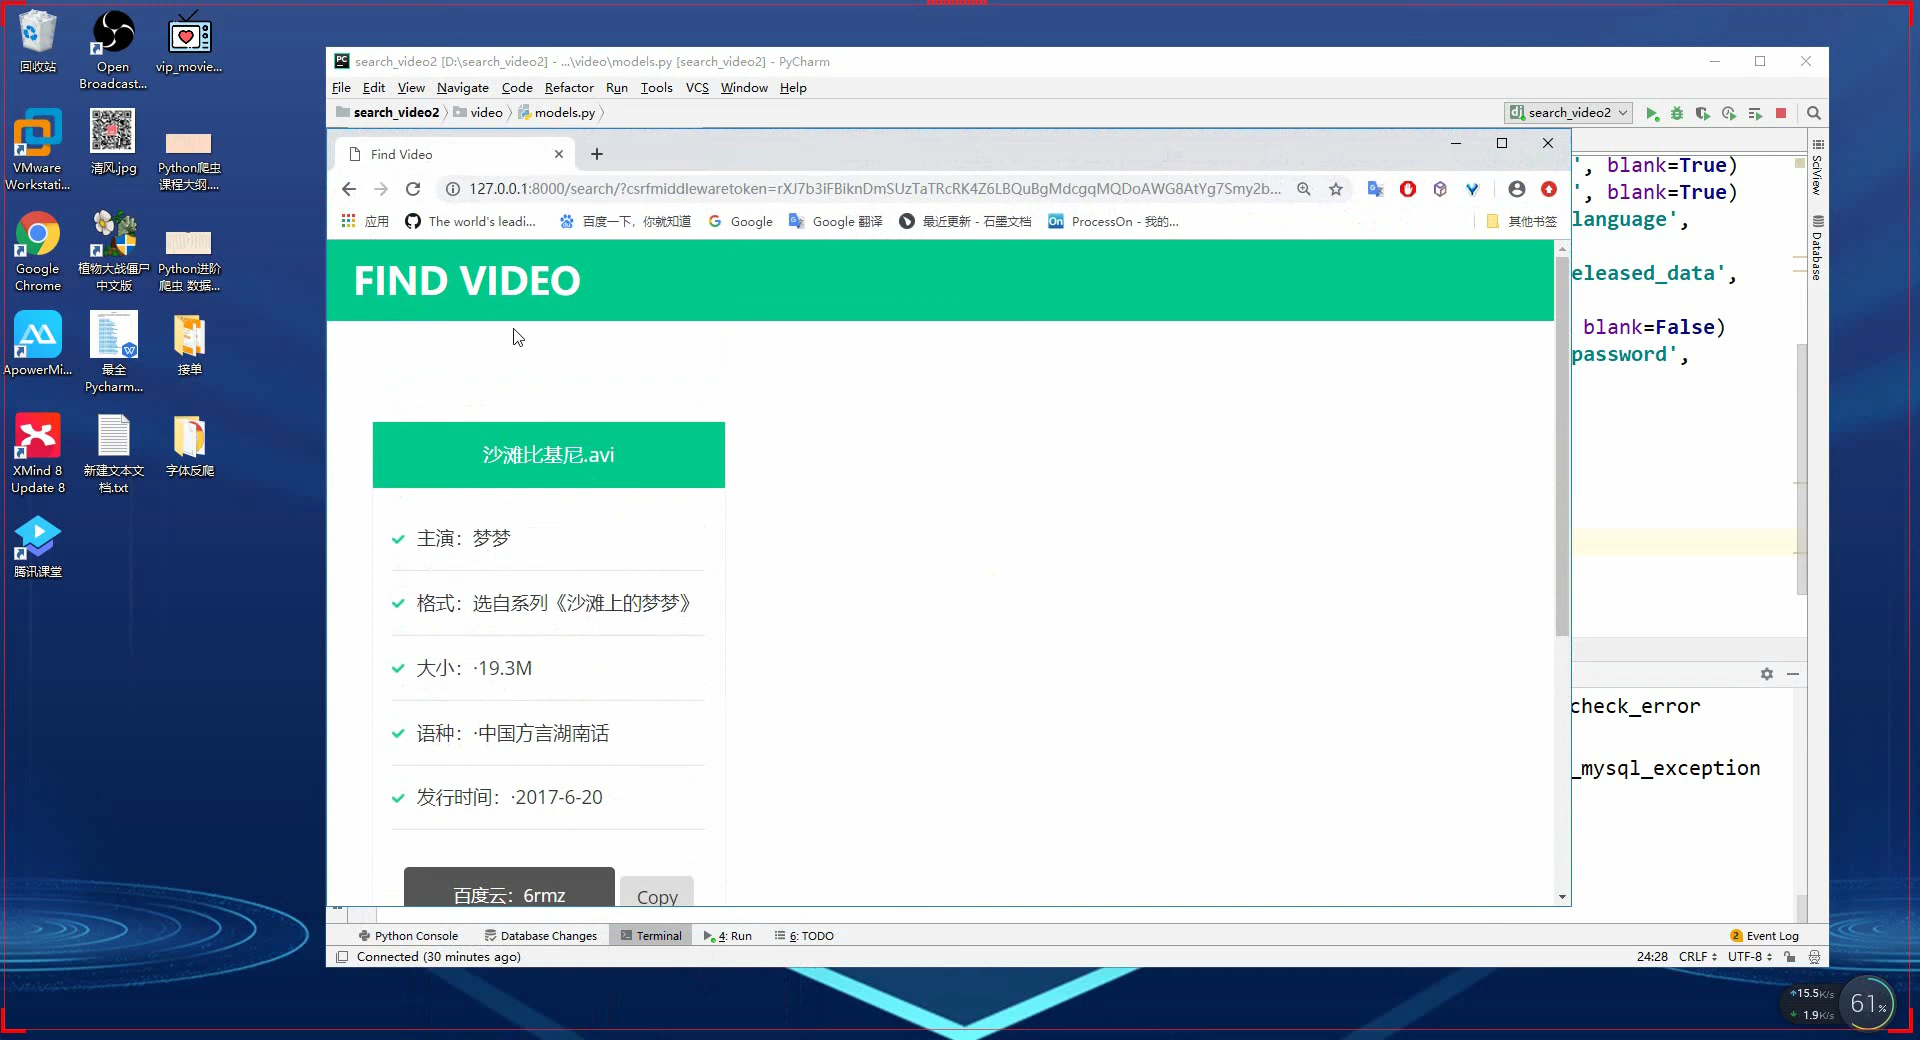 回收站
Open
Broadcast...
vip_movie...
VMware
Workstati...
清风.jpg
Python爬虫
课程大纲....
Google
Chrome
植物大战僵尸
中文版
Python进阶
爬虫 数据...
ApowerMi...
最全
Pycharm...
接单
XMind 8
Update 8
新建文本文
档.txt
字体反爬
腾讯课堂
search_video2 [D:\search_video2] - ...\video\models.py [search_video2] - PyCharm
File Edit View Navigate Code Refactor Run Tools VCS Window Help
search_video2 video models.py
search_video2
Find Video
127.0.0.1:8000/search/?csrfmiddlewaretoken=rXJ7b3iFBiknDmSUzTaTRcRK4Z6LBQuBgMdcgqMQDoAWG8AtYg7Smy2b...
应用 The world's leadi... 百度一下，你就知道 Google Google 翻译 最近更新 - 石墨文档 ProcessOn - 我的... 其他书签
FIND VIDEO
沙滩比基尼.avi
主演：梦梦
格式：选自系列《沙滩上的梦梦》
大小：·19.3M
语种：·中国方言湖南话
发行时间：·2017-6-20
百度云：6rmz
Copy
', blank=True)
', blank=True)
language',
eleased_data',
blank=False)
password',
SciView
Database
check_error
_mysql_exception
Python Console Database Changes Terminal 4: Run 6: TODO
2 Event Log
Connected (30 minutes ago)
24:28 CRLF UTF-8
15.5K/s
1.9K/s
61%